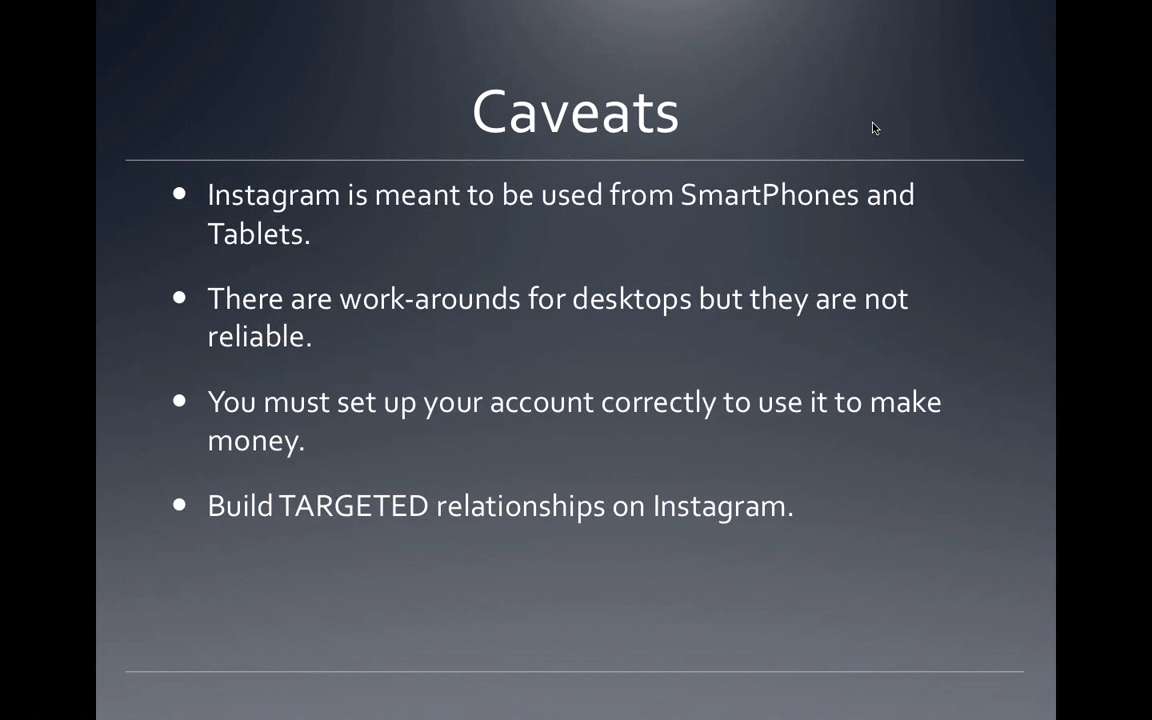 Caveats
Instagram is meant to be used from SmartPhones and
Tablets.
There are work-arounds for desktops but they are not
reliable.
You must set up your account correctly to use it to make
money.
Build TARGETED relationships on Instagram.